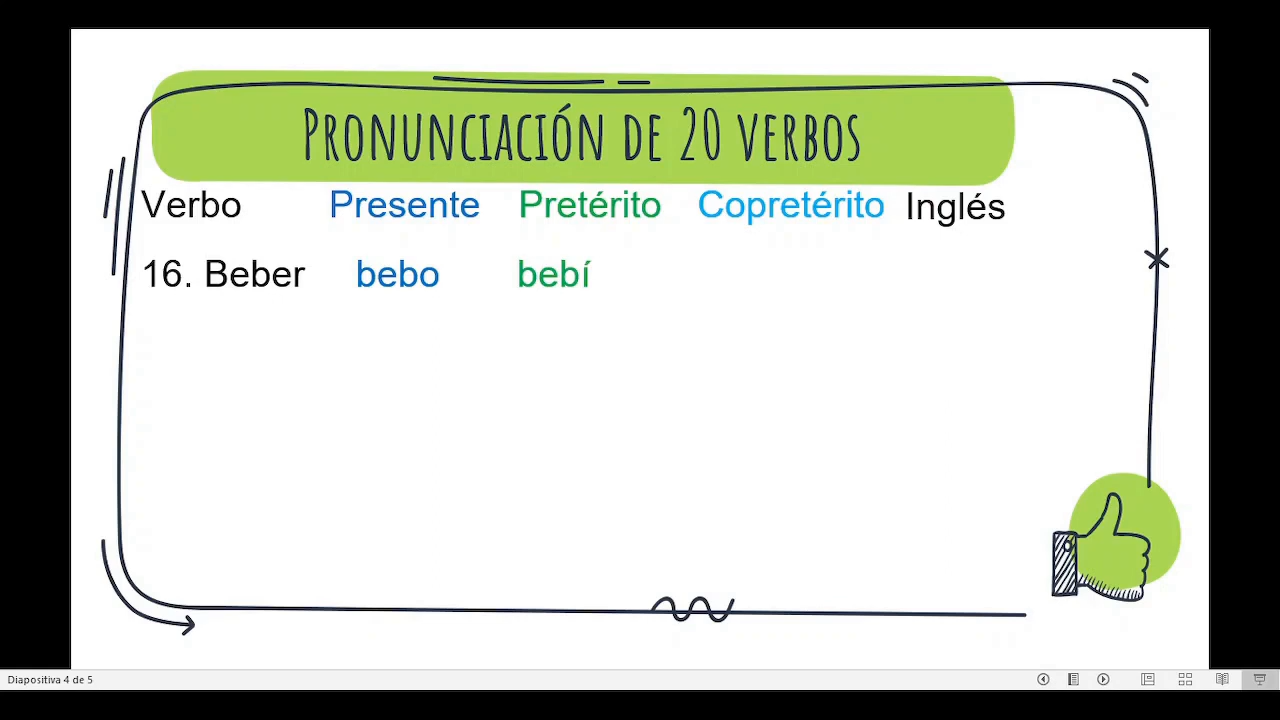 Pronunciación de 20 verbos
Verbo Presente Pretérito Copretérito Inglés
16. Beber bebo bebí
Diapositiva 4 de 5